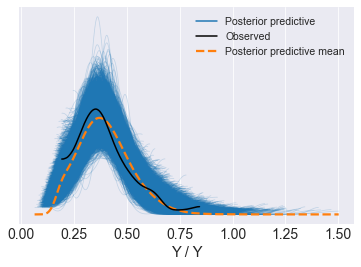 Posterior predictive
Observed
Posterior predictive mean
0.00 0.25 0.50 0.75 1.00 1.25 1.50
Y / Y